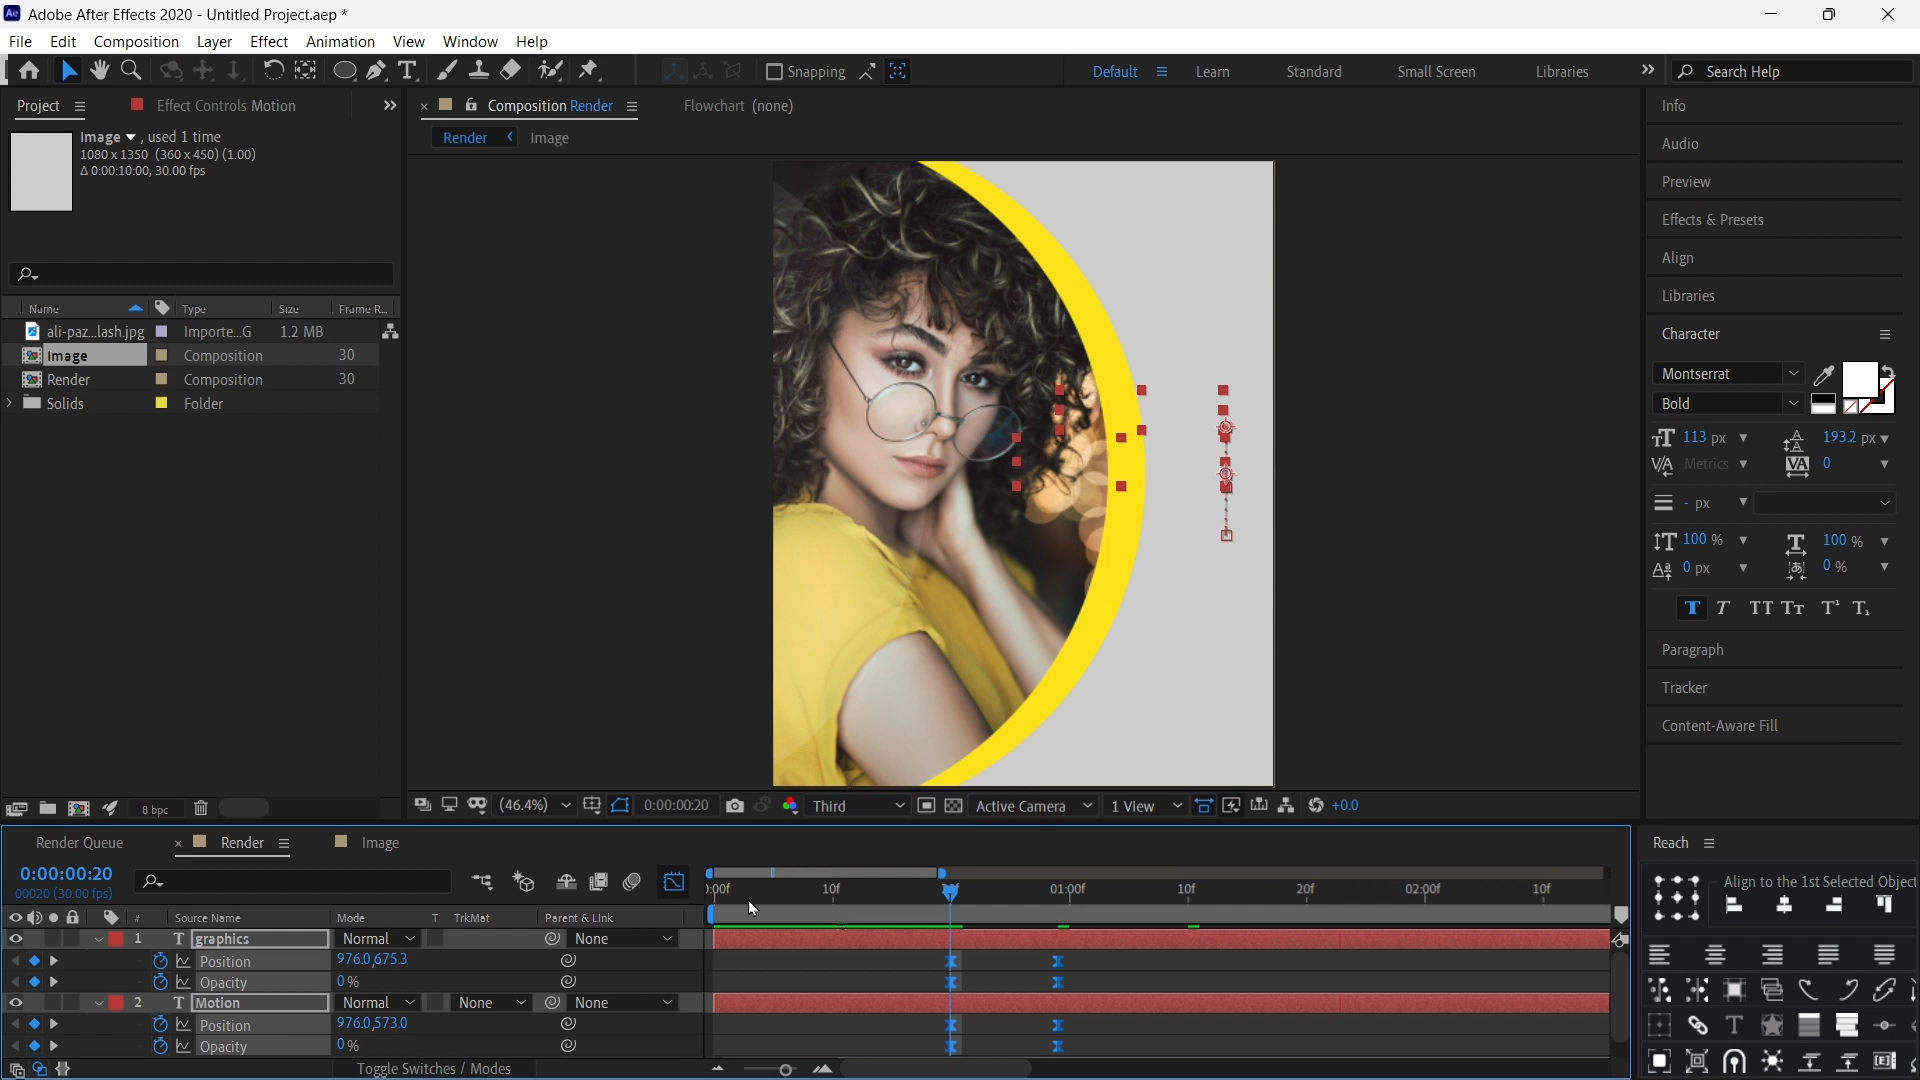 Adobe After Effects 2020 - Untitled Project.aep *
File Edit Composition Layer Effect Animation View Window Help
Snapping
Default Learn Standard Small Screen Libraries Search Help
Project Effect Controls Motion
Composition Render Flowchart (none)
Render Image
Image , used 1 time
1080 x 1350 (360 x 450) (1.00)
Δ 0:00:10:00, 30.00 fps
Name Type Size Frame R...
ali-paz...lash.jpg Importe...G 1.2 MB
Image Composition 30
Render Composition 30
Solids Folder
Info
Audio
Preview
Effects & Presets
Align
Libraries
Character
Montserrat
Bold
113 px 193.2 px
Metrics 0
- px
100 % 100 %
0 px 0 %
T T TT Tт T¹ T₁
Paragraph
Tracker
Content-Aware Fill
8 bpc
(46.4%) 0:00:00:20 Third Active Camera 1 View +0.0
Render Queue Render Image
0:00:00:20
00020 (30.00 fps)
0:00f 10f 01:00f 10f 20f 02:00f 10f
# Source Name Mode T TrkMat Parent & Link
1 T graphics Normal None
Position 976.0,675.3
Opacity 0 %
2 T Motion Normal None None
Position 976.0,573.0
Opacity 0 %
Toggle Switches / Modes
Reach
Align to the 1st Selected Object